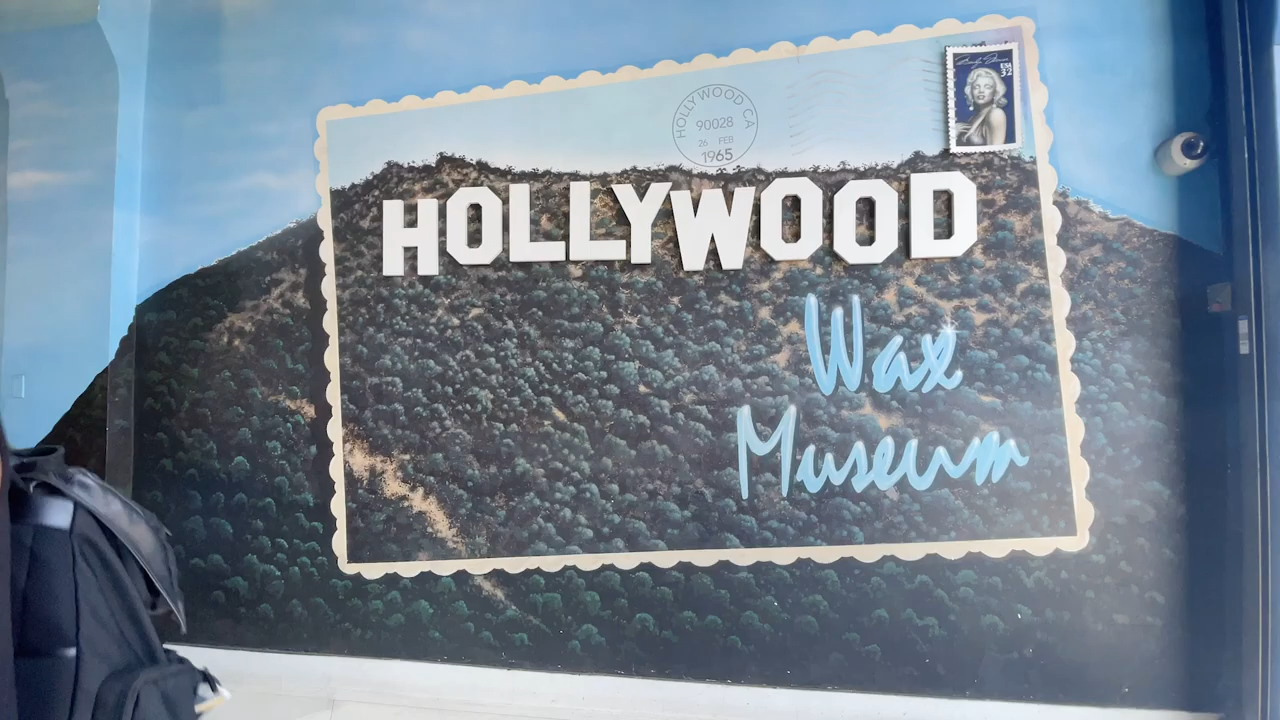 HOLLYWOOD CA
90028
26 FEB
1965
USA
32
HOLLYWOOD
Wax
Museum